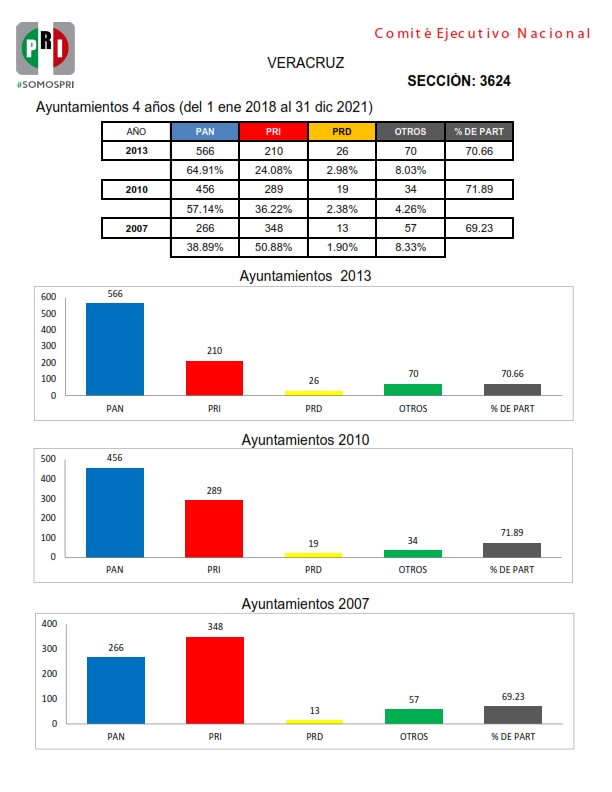 Comité Ejecutivo Nacional
PRI
#SOMOSPRI
VERACRUZ
SECCIÓN: 3624
Ayuntamientos 4 años (del 1 ene 2018 al 31 dic 2021)
AÑO PAN PRI PRD OTROS % DE PART
2013 566 210 26 70 70.66
64.91% 24.08% 2.98% 8.03%
2010 456 289 19 34 71.89
57.14% 36.22% 2.38% 4.26%
2007 266 348 13 57 69.23
38.89% 50.88% 1.90% 8.33%
Ayuntamientos 2013
600
500
400
300
200
100
0
566
210
26
70
70.66
PAN PRI PRD OTROS % DE PART
Ayuntamientos 2010
500
400
300
200
100
0
456
289
19
34
71.89
PAN PRI PRD OTROS % DE PART
Ayuntamientos 2007
400
300
200
100
0
266
348
13
57
69.23
PAN PRI PRD OTROS % DE PART